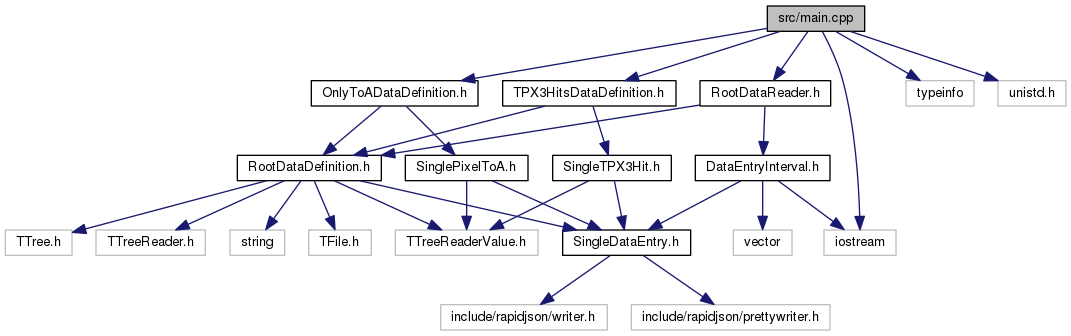 src/main.cpp
OnlyToADataDefinition.h
TPX3HitsDataDefinition.h
RootDataReader.h
typeinfo
unistd.h
RootDataDefinition.h
SinglePixelToA.h
SingleTPX3Hit.h
DataEntryInterval.h
TTree.h
TTreeReader.h
string
TFile.h
TTreeReaderValue.h
SingleDataEntry.h
vector
iostream
include/rapidjson/writer.h
include/rapidjson/prettywriter.h